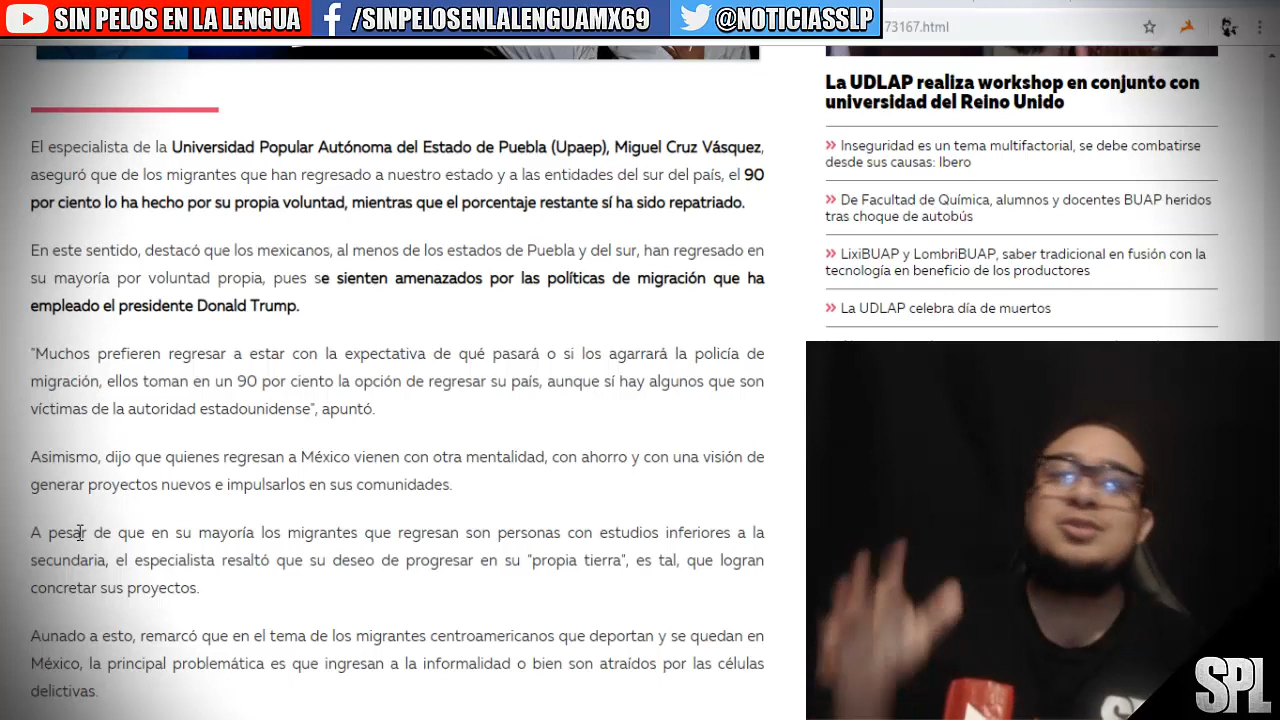 SIN PELOS EN LA LENGUA
/SINPELOSENLALENGUAMX69
@NOTICIASSLP
73167.html
El especialista de la Universidad Popular Autónoma del Estado de Puebla (Upaep), Miguel Cruz Vásquez,
aseguró que de los migrantes que han regresado a nuestro estado y a las entidades del sur del país, el 90
por ciento lo ha hecho por su propia voluntad, mientras que el porcentaje restante sí ha sido repatriado.
En este sentido, destacó que los mexicanos, al menos de los estados de Puebla y del sur, han regresado en
su mayoría por voluntad propia, pues se sienten amenazados por las políticas de migración que ha
empleado el presidente Donald Trump.
"Muchos prefieren regresar a estar con la expectativa de qué pasará o si los agarrará la policía de
migración, ellos toman en un 90 por ciento la opción de regresar su país, aunque sí hay algunos que son
víctimas de la autoridad estadounidense", apuntó.
Asimismo, dijo que quienes regresan a México vienen con otra mentalidad, con ahorro y con una visión de
generar proyectos nuevos e impulsarlos en sus comunidades.
A pesar de que en su mayoría los migrantes que regresan son personas con estudios inferiores a la
secundaria, el especialista resaltó que su deseo de progresar en su "propia tierra", es tal, que logran
concretar sus proyectos.
Aunado a esto, remarcó que en el tema de los migrantes centroamericanos que deportan y se quedan en
México, la principal problemática es que ingresan a la informalidad o bien son atraídos por las células
delictivas.
La UDLAP realiza workshop en conjunto con
universidad del Reino Unido
Inseguridad es un tema multifactorial, se debe combatirse
desde sus causas: Ibero
De Facultad de Química, alumnos y docentes BUAP heridos
tras choque de autobús
LixiBUAP y LombriBUAP, saber tradicional en fusión con la
tecnología en beneficio de los productores
La UDLAP celebra día de muertos
SPL